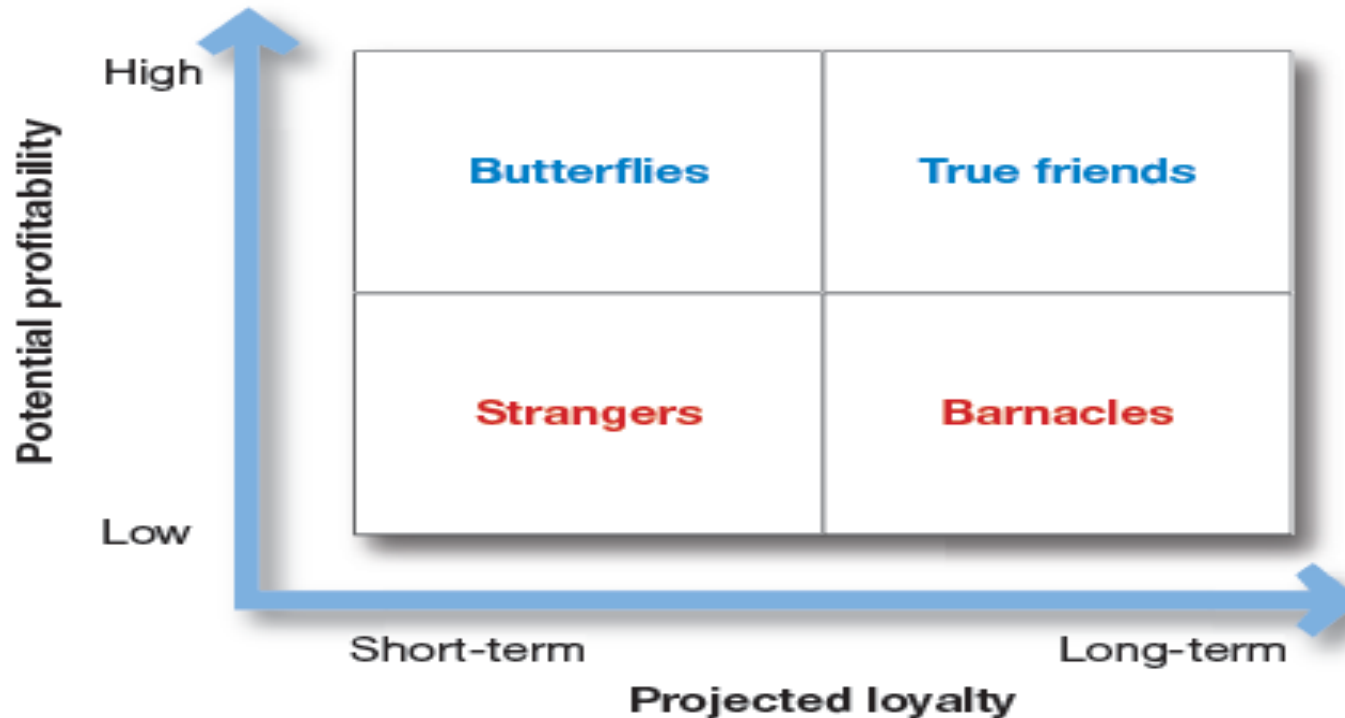 High
Potential profitability
Butterflies
True friends
Strangers
Barnacles
Low
Short-term
Long-term
Projected loyalty